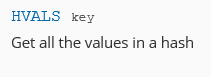 HVALS key
Get all the values in a hash